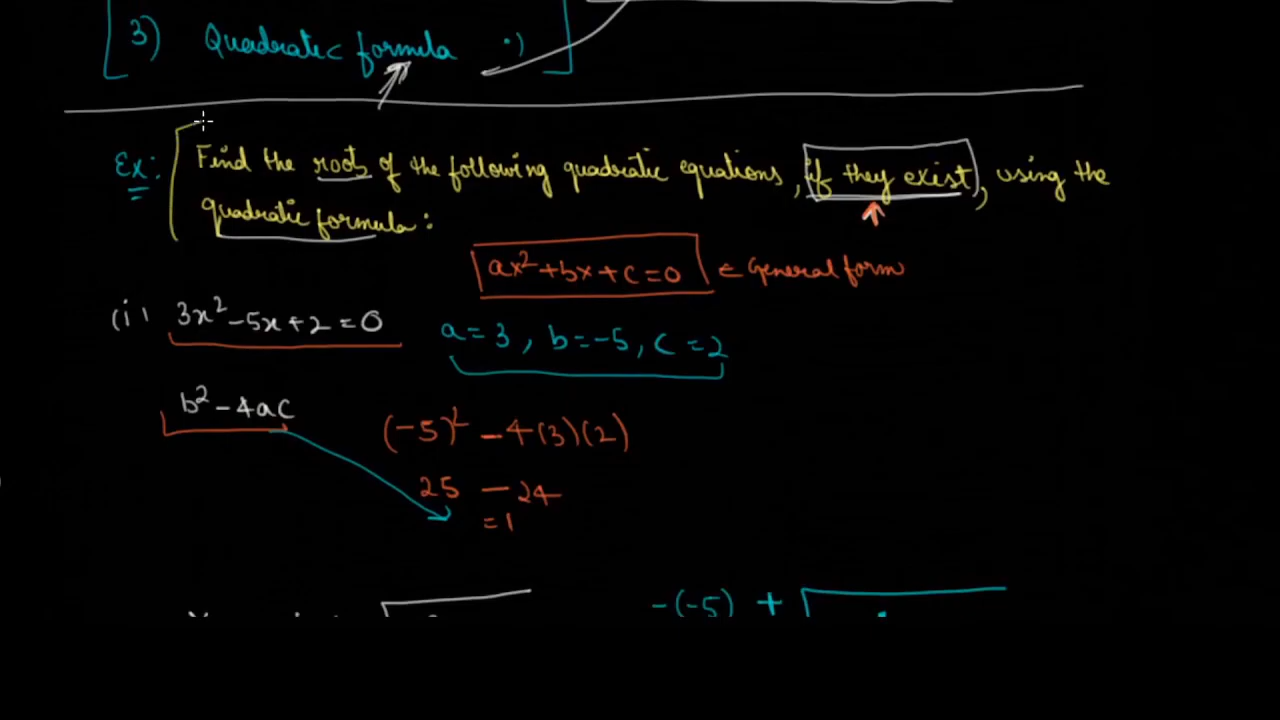 3) Quadratic formula :)
Ex: Find the roots of the following quadratic equations, if they exist, using the
quadratic formula:
ax²+bx+c=0 ← General form
(i) 3x²-5x+2=0 a=3, b=-5, c=2
b²-4ac (-5)² -4(3)(2)
25 - 24
=1
-(-5) +